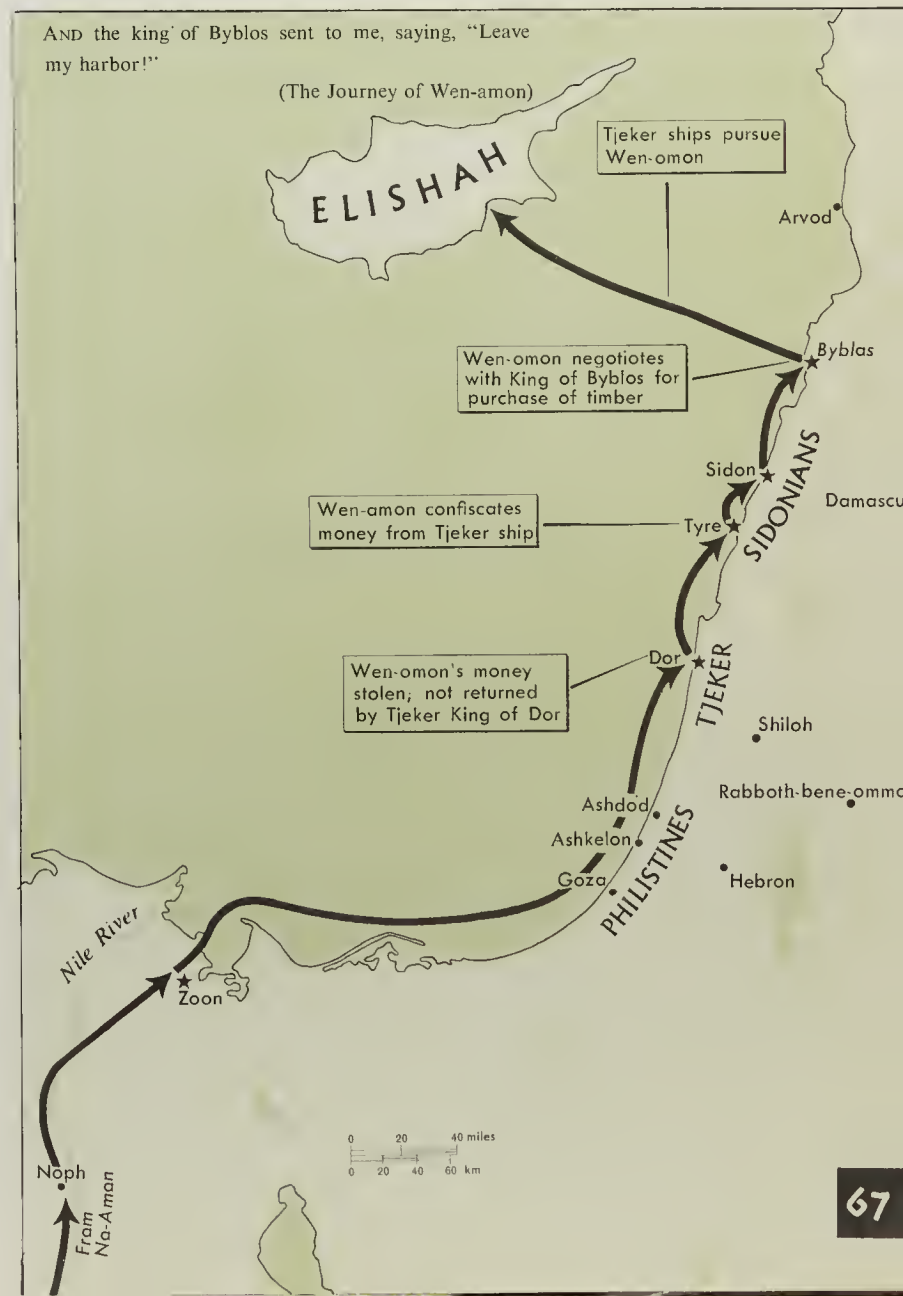 AND the king of Byblos sent to me, saying, "Leave
my harbor!"
(The Journey of Wen-amon)
ELISHAH
Tjeker ships pursue
Wen-omon
Arvod
Byblas
Wen-omon negotiotes
with King of Byblos for
purchase of timber
Sidon
SIDONIANS
Damascu
Wen-amon confiscates
money from Tjeker ship
Tyre
Dor
TJEKER
Wen-omon's money
stolen; not returned
by Tjeker King of Dor
Shiloh
Rabboth-bene-ommo
Ashdod
Ashkelon
Goza
PHILISTINES
Hebron
Nile River
Zoon
0 20 40 miles
0 20 40 60 km
Noph
Fram
Na-Aman
67